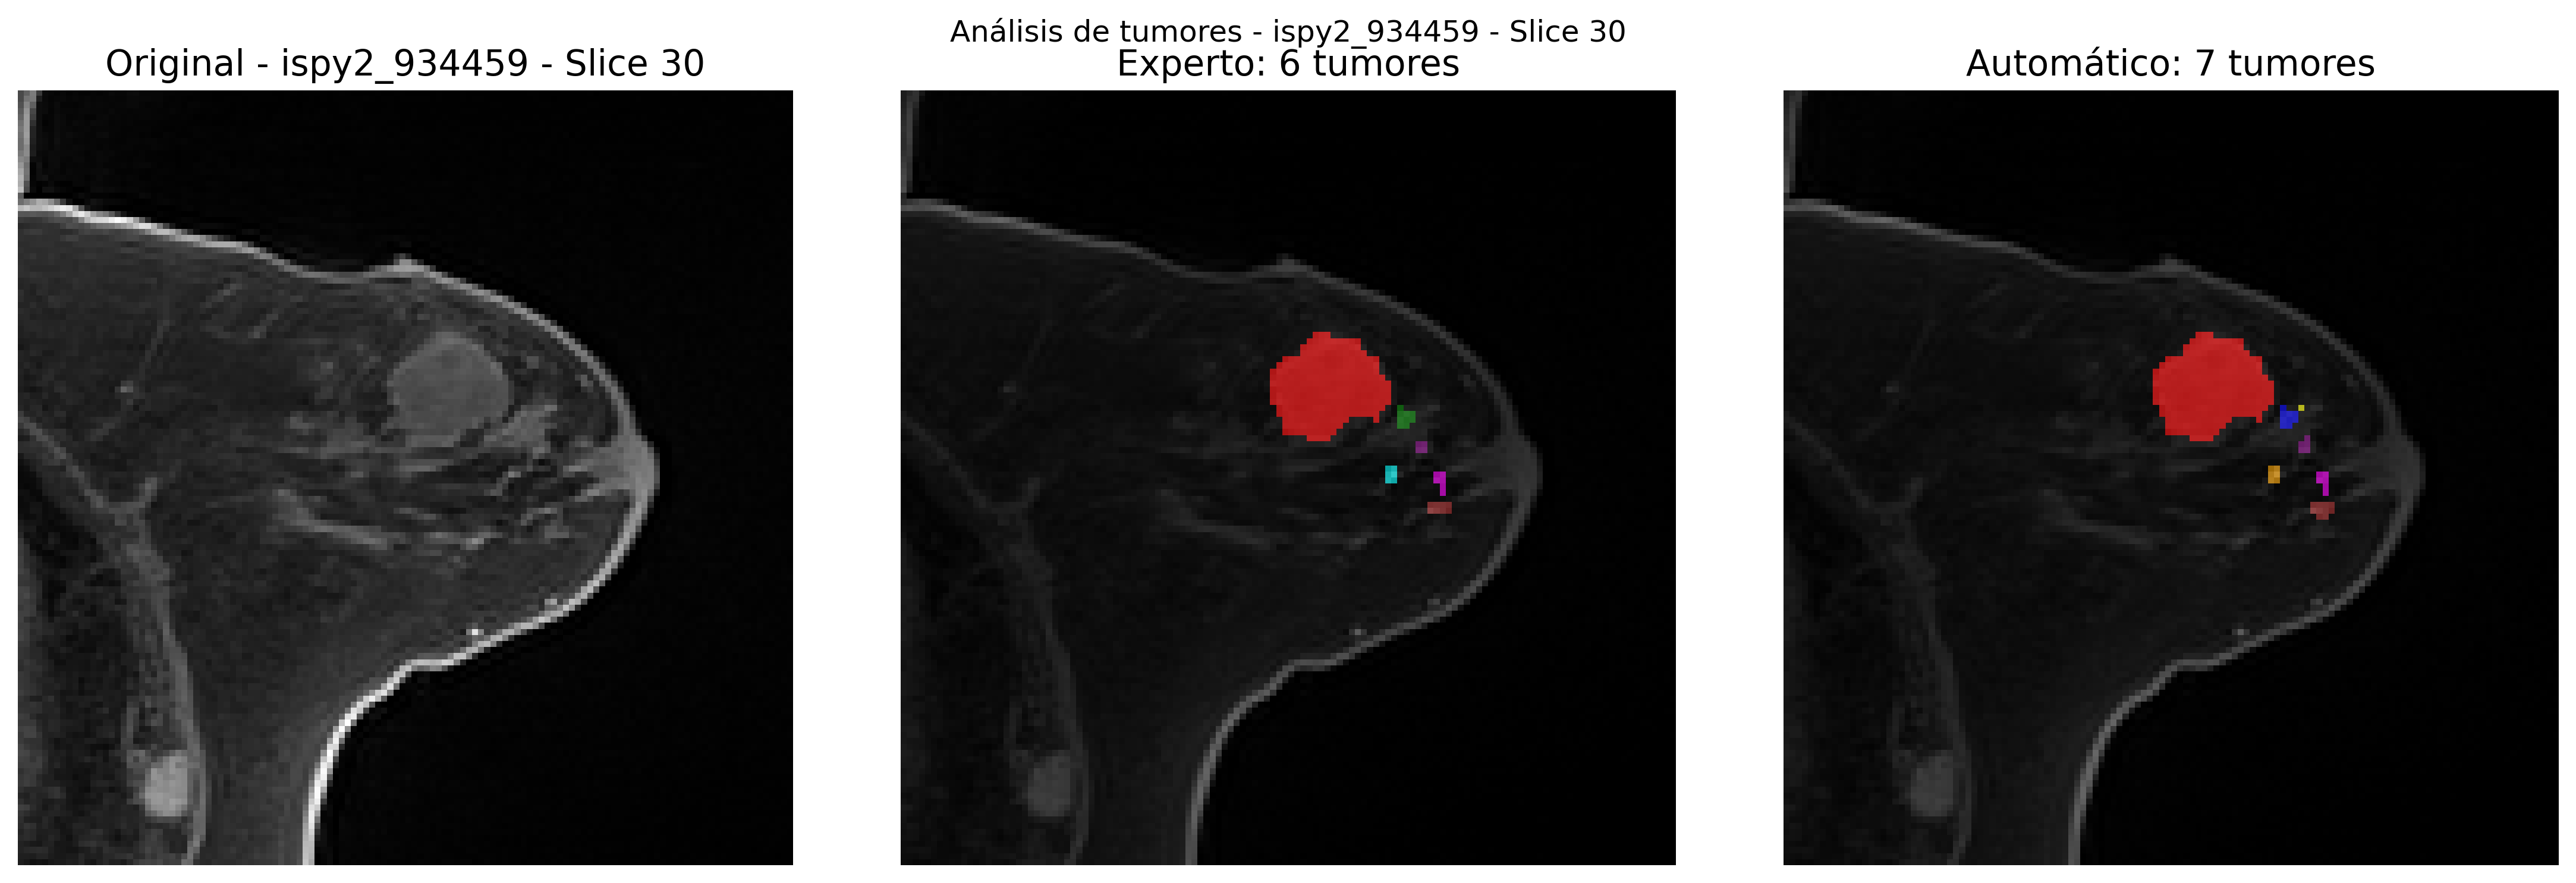 Análisis de tumores - ispy2_934459 - Slice 30
Original - ispy2_934459 - Slice 30
Experto: 6 tumores
Automático: 7 tumores